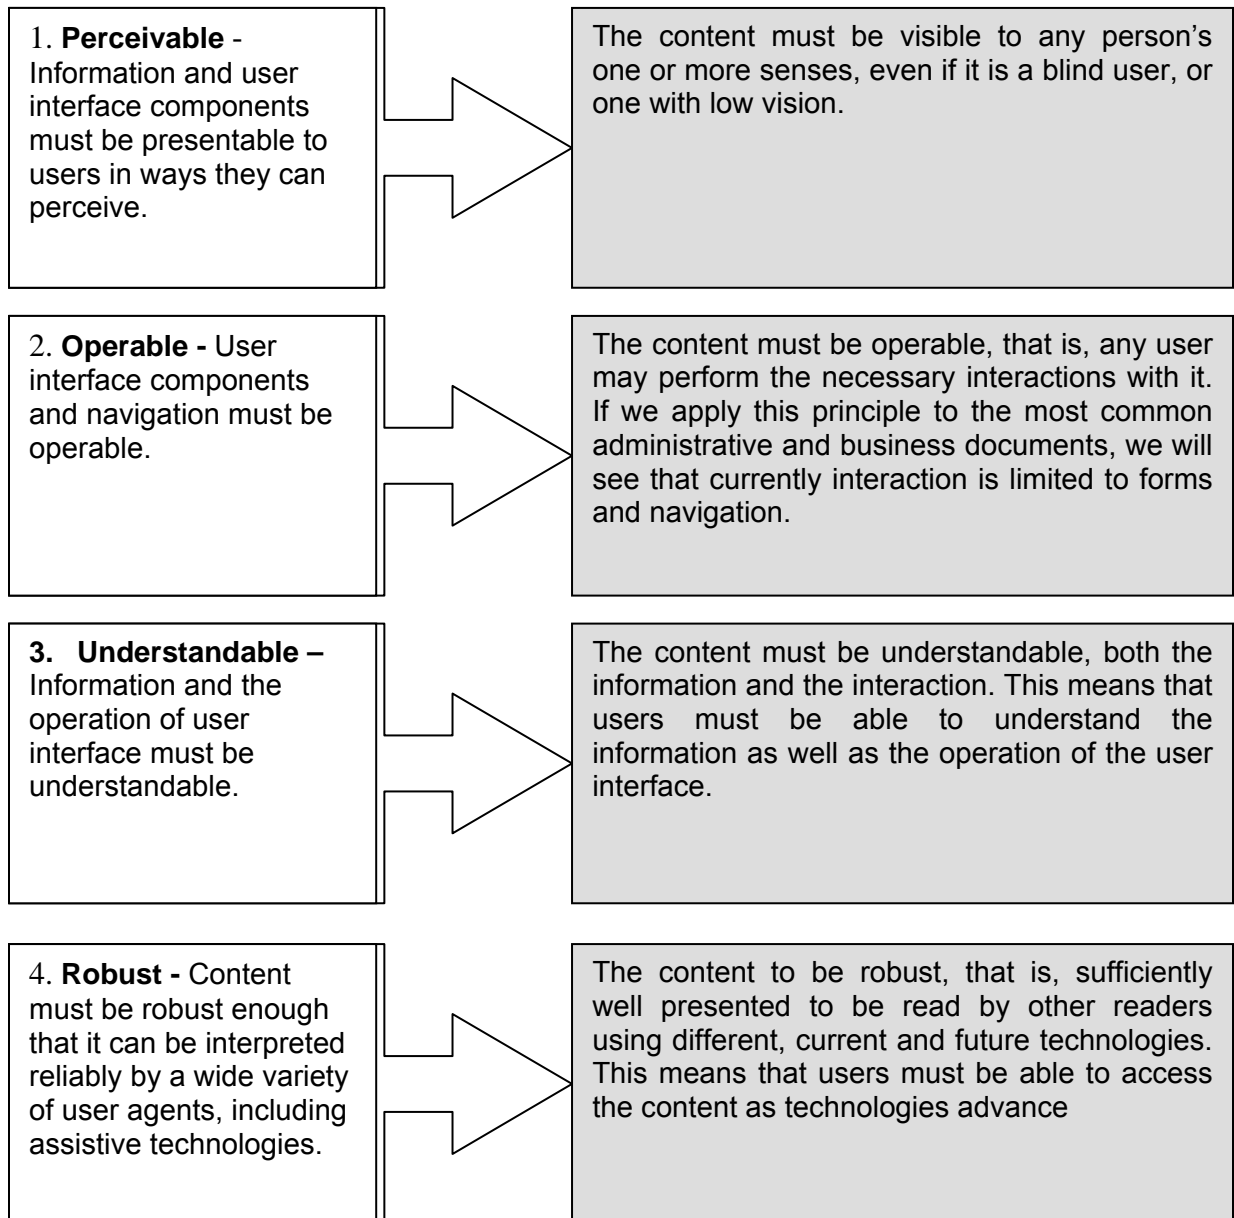 1. Perceivable -
Information and user
interface components
must be presentable to
users in ways they can
perceive.
The content must be visible to any person's
one or more senses, even if it is a blind user, or
one with low vision.
2. Operable - User
interface components
and navigation must be
operable.
The content must be operable, that is, any user
may perform the necessary interactions with it.
If we apply this principle to the most common
administrative and business documents, we will
see that currently interaction is limited to forms
and navigation.
3. Understandable –
Information and the
operation of user
interface must be
understandable.
The content must be understandable, both the
information and the interaction. This means that
users must be able to understand the
information as well as the operation of the user
interface.
4. Robust - Content
must be robust enough
that it can be interpreted
reliably by a wide variety
of user agents, including
assistive technologies.
The content to be robust, that is, sufficiently
well presented to be read by other readers
using different, current and future technologies.
This means that users must be able to access
the content as technologies advance